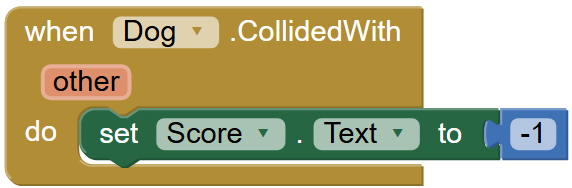 when Dog .CollidedWith
other
do set Score . Text to -1